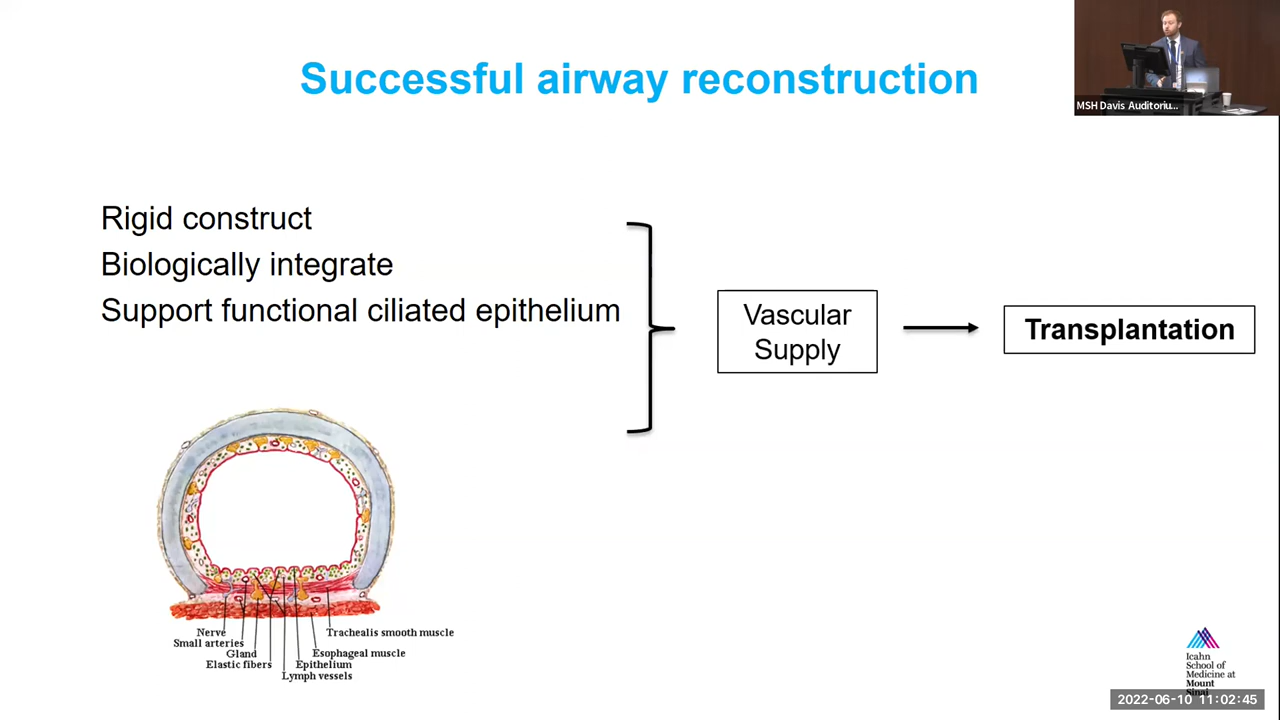 Successful airway reconstruction
MSH Davis Auditoriu...
Rigid construct
Biologically integrate
Support functional ciliated epithelium
Vascular
Supply
Transplantation
Nerve
Small arteries
Gland
Elastic fibers
Trachealis smooth muscle
Esophageal muscle
Epithelium
Lymph vessels
Icahn
School of
Medicine at
Mount
Sinai
2022-06-10 11:02:45